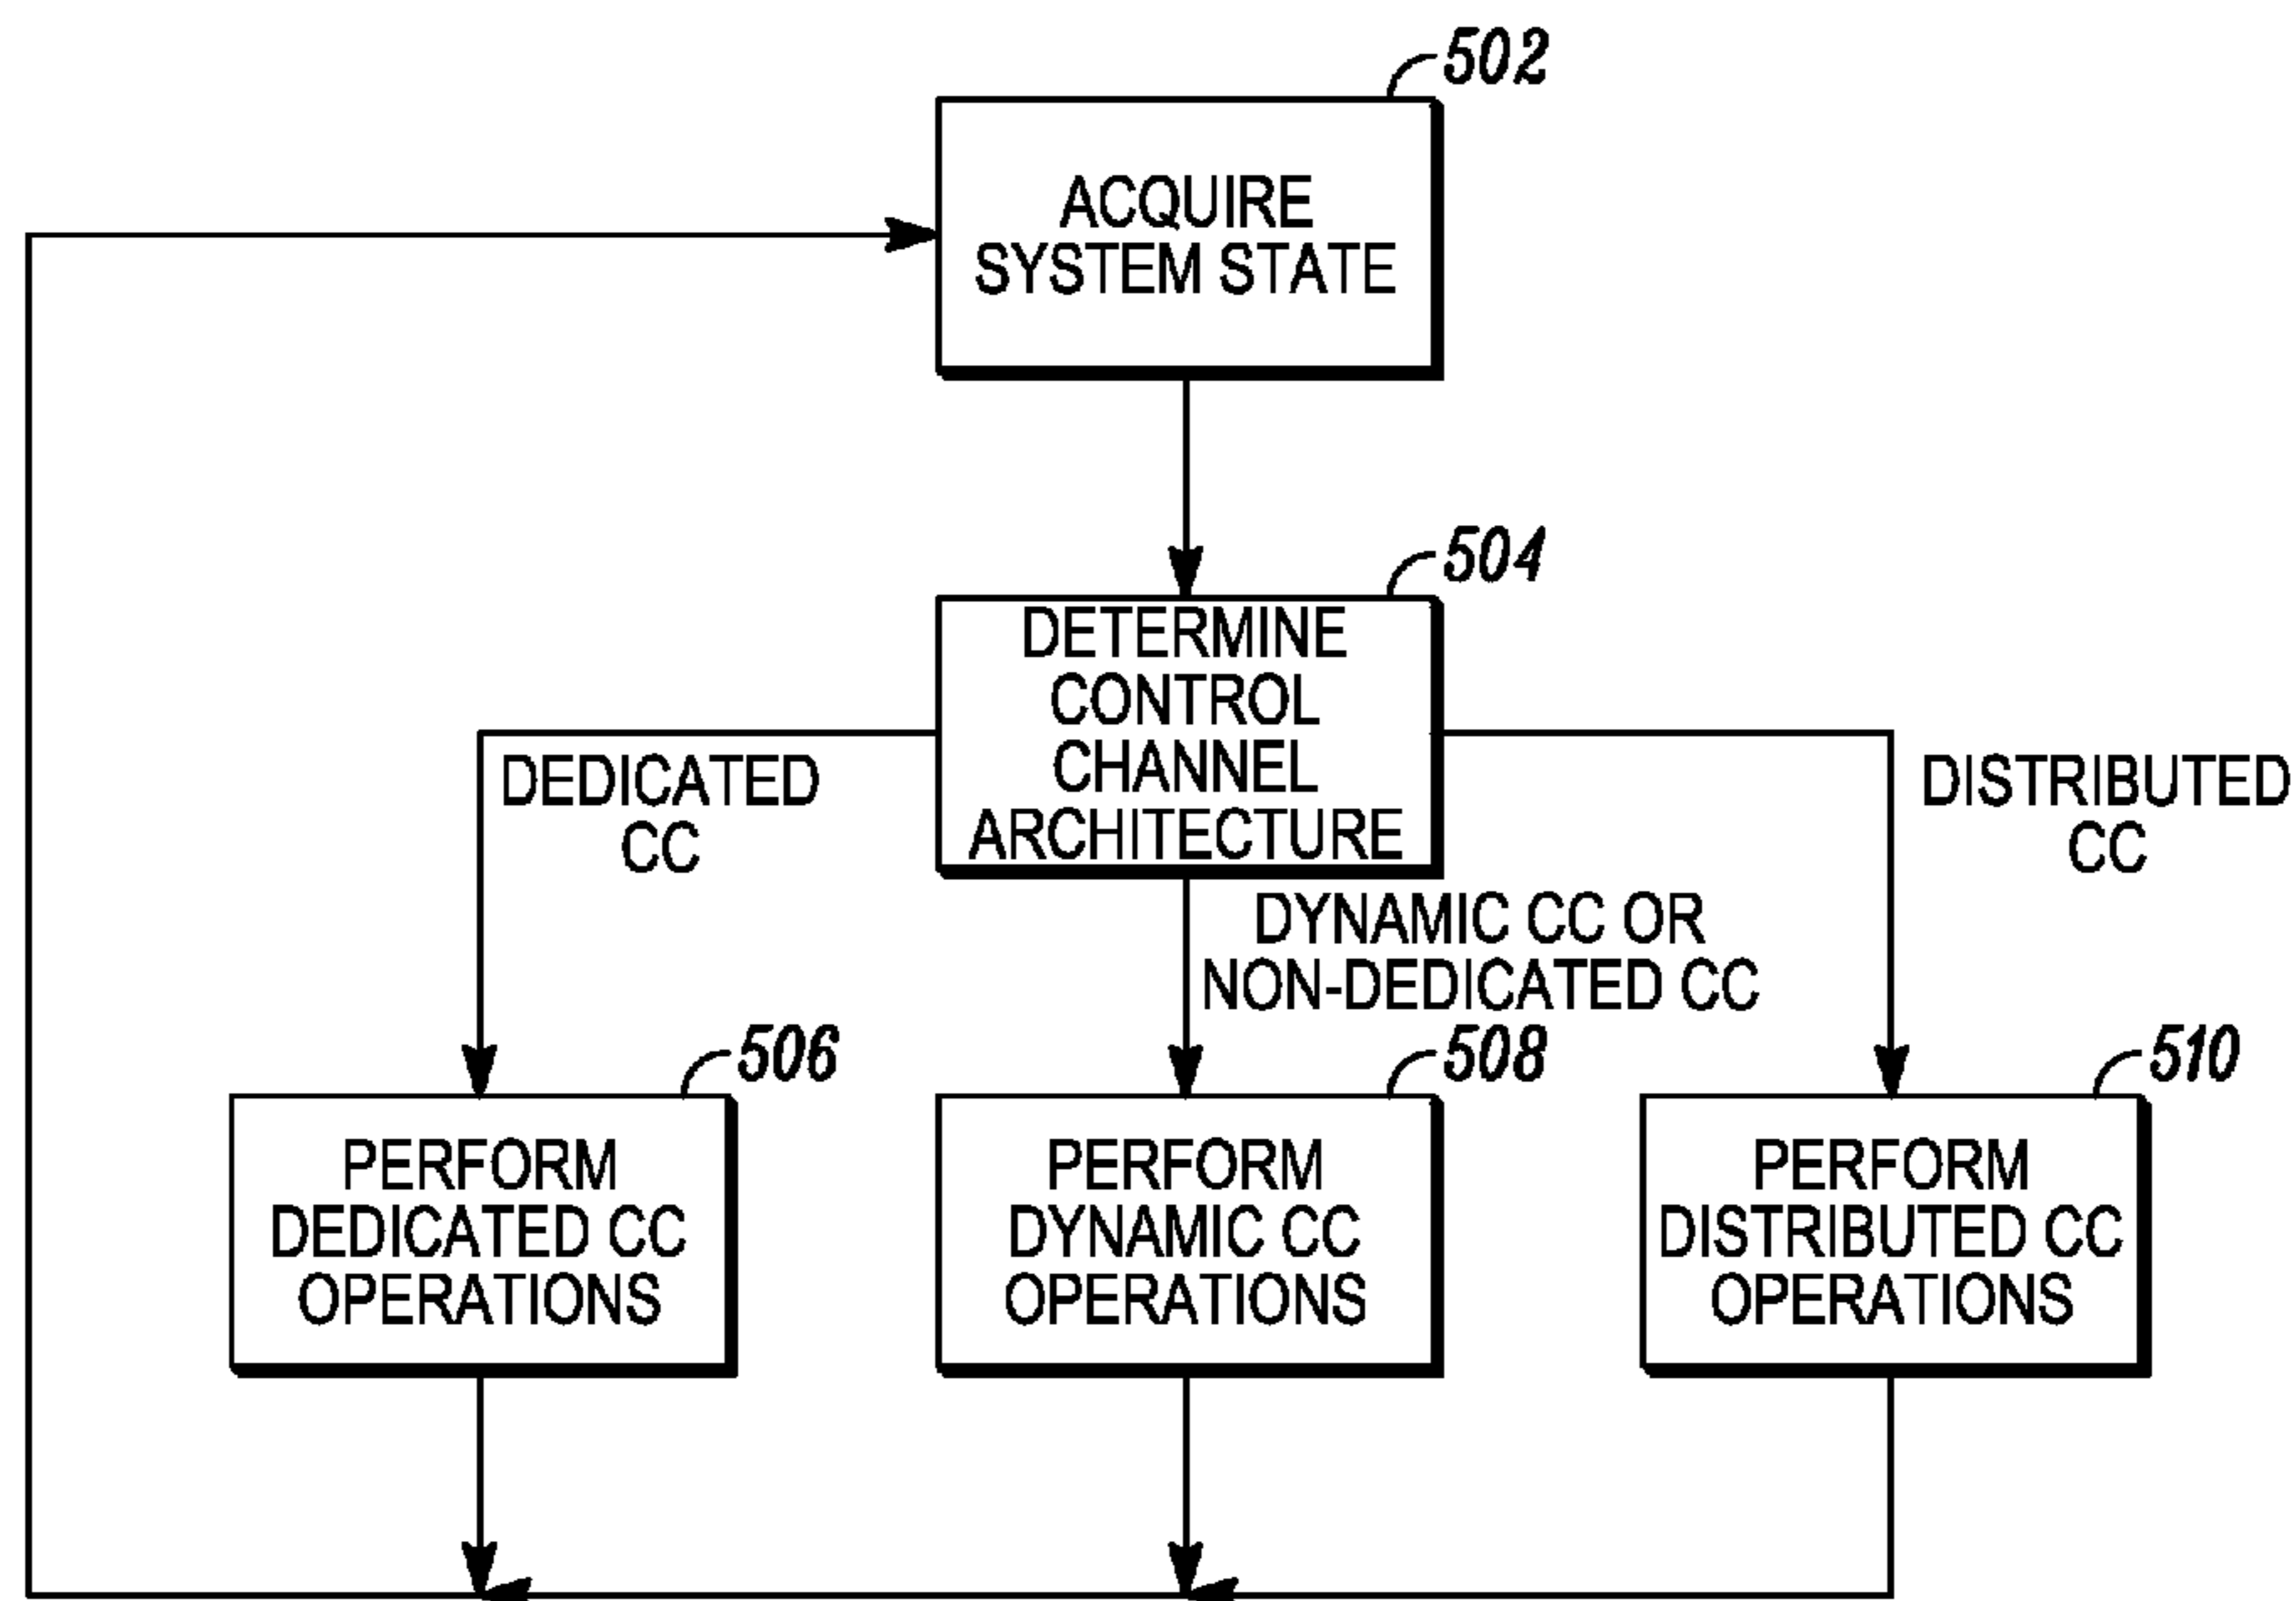 502
ACQUIRE
SYSTEM STATE
504
DETERMINE
CONTROL
CHANNEL
ARCHITECTURE
DEDICATED
CC
DISTRIBUTED
CC
DYNAMIC CC OR
NON-DEDICATED CC
506
PERFORM
DEDICATED CC
OPERATIONS
508
PERFORM
DYNAMIC CC
OPERATIONS
510
PERFORM
DISTRIBUTED CC
OPERATIONS